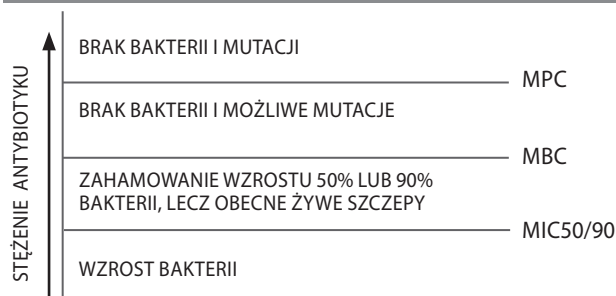 BRAK BAKTERII I MUTACJI
MPC
BRAK BAKTERII I MOŻLIWE MUTACJE
MBC
ZAHAMOWANIE WZROSTU 50% LUB 90%
BAKTERII, LECZ OBECNE ŻYWE SZCZEPY
MIC50/90
WZROST BAKTERII
STĘŻENIE ANTYBIOTYKU